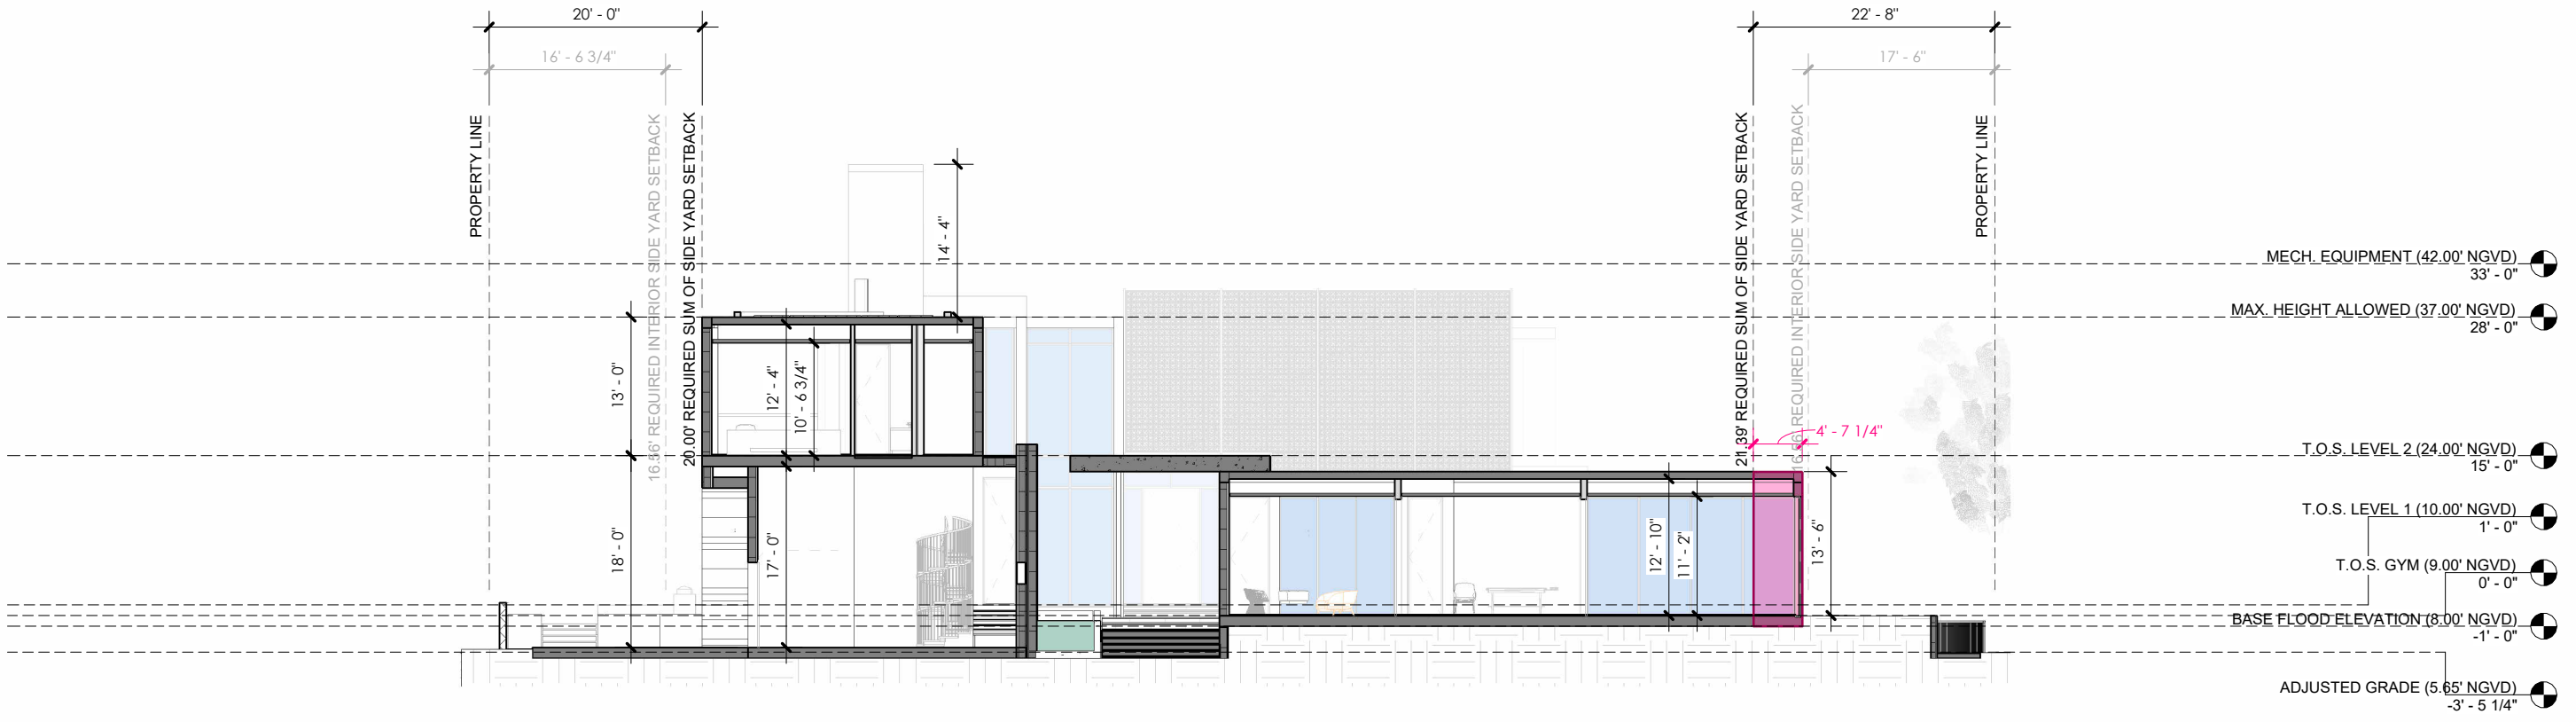 20' - 0"
22' - 8"
16' - 6 3/4"
17' - 6"
PROPERTY LINE
16.56' REQUIRED INTERIOR SIDE YARD SETBACK
20.00' REQUIRED SUM OF SIDE YARD SETBACK
14' - 4"
21.39' REQUIRED SUM OF SIDE YARD SETBACK
16.56' REQUIRED INTERIOR SIDE YARD SETBACK
PROPERTY LINE
MECH. EQUIPMENT (42.00' NGVD)
33' - 0"
MAX. HEIGHT ALLOWED (37.00' NGVD)
28' - 0"
13' - 0"
12' - 4"
10' - 6 3/4"
4' - 7 1/4"
T.O.S. LEVEL 2 (24.00' NGVD)
15' - 0"
T.O.S. LEVEL 1 (10.00' NGVD)
1' - 0"
18' - 0"
17' - 0"
12' - 10"
11' - 2"
13' - 6"
T.O.S. GYM (9.00' NGVD)
0' - 0"
BASE FLOOD ELEVATION (8.00' NGVD)
-1' - 0"
ADJUSTED GRADE (5.65' NGVD)
-3' - 5 1/4"